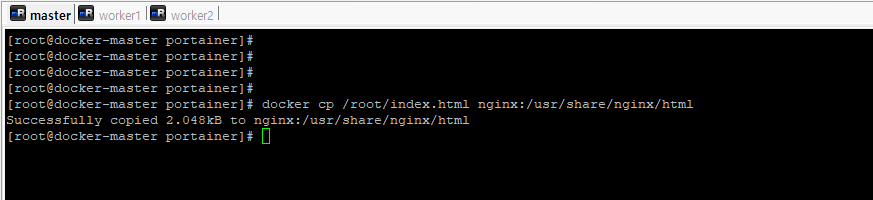 master worker1 worker2
[root@docker-master portainer]#
[root@docker-master portainer]#
[root@docker-master portainer]#
[root@docker-master portainer]#
[root@docker-master portainer]# docker cp /root/index.html nginx:/usr/share/nginx/html
Successfully copied 2.048kB to nginx:/usr/share/nginx/html
[root@docker-master portainer]#